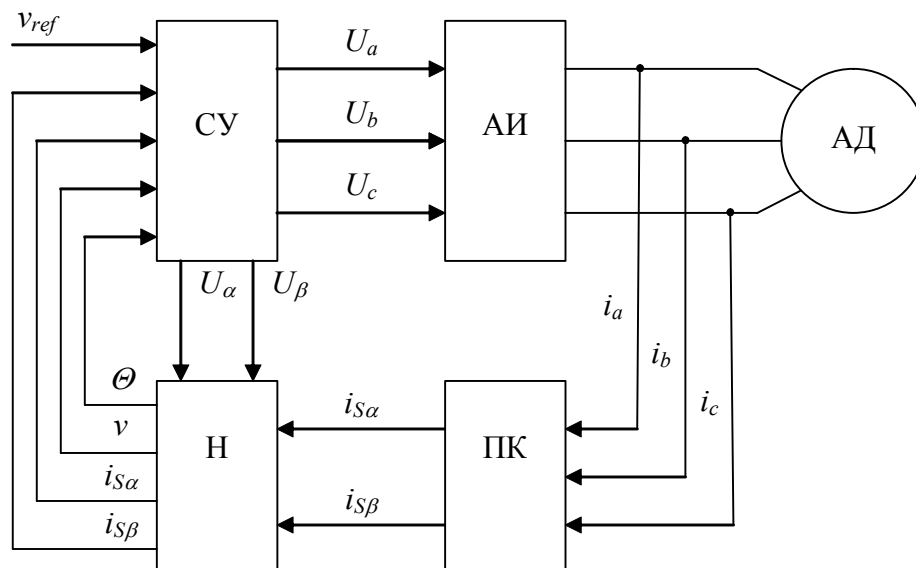 v_ref
U_a
U_b
U_c
СУ
АИ
АД
U_α
U_β
i_a
i_b
i_c
Θ
v
i_Sα
i_Sβ
Н
i_Sα
i_Sβ
ПК